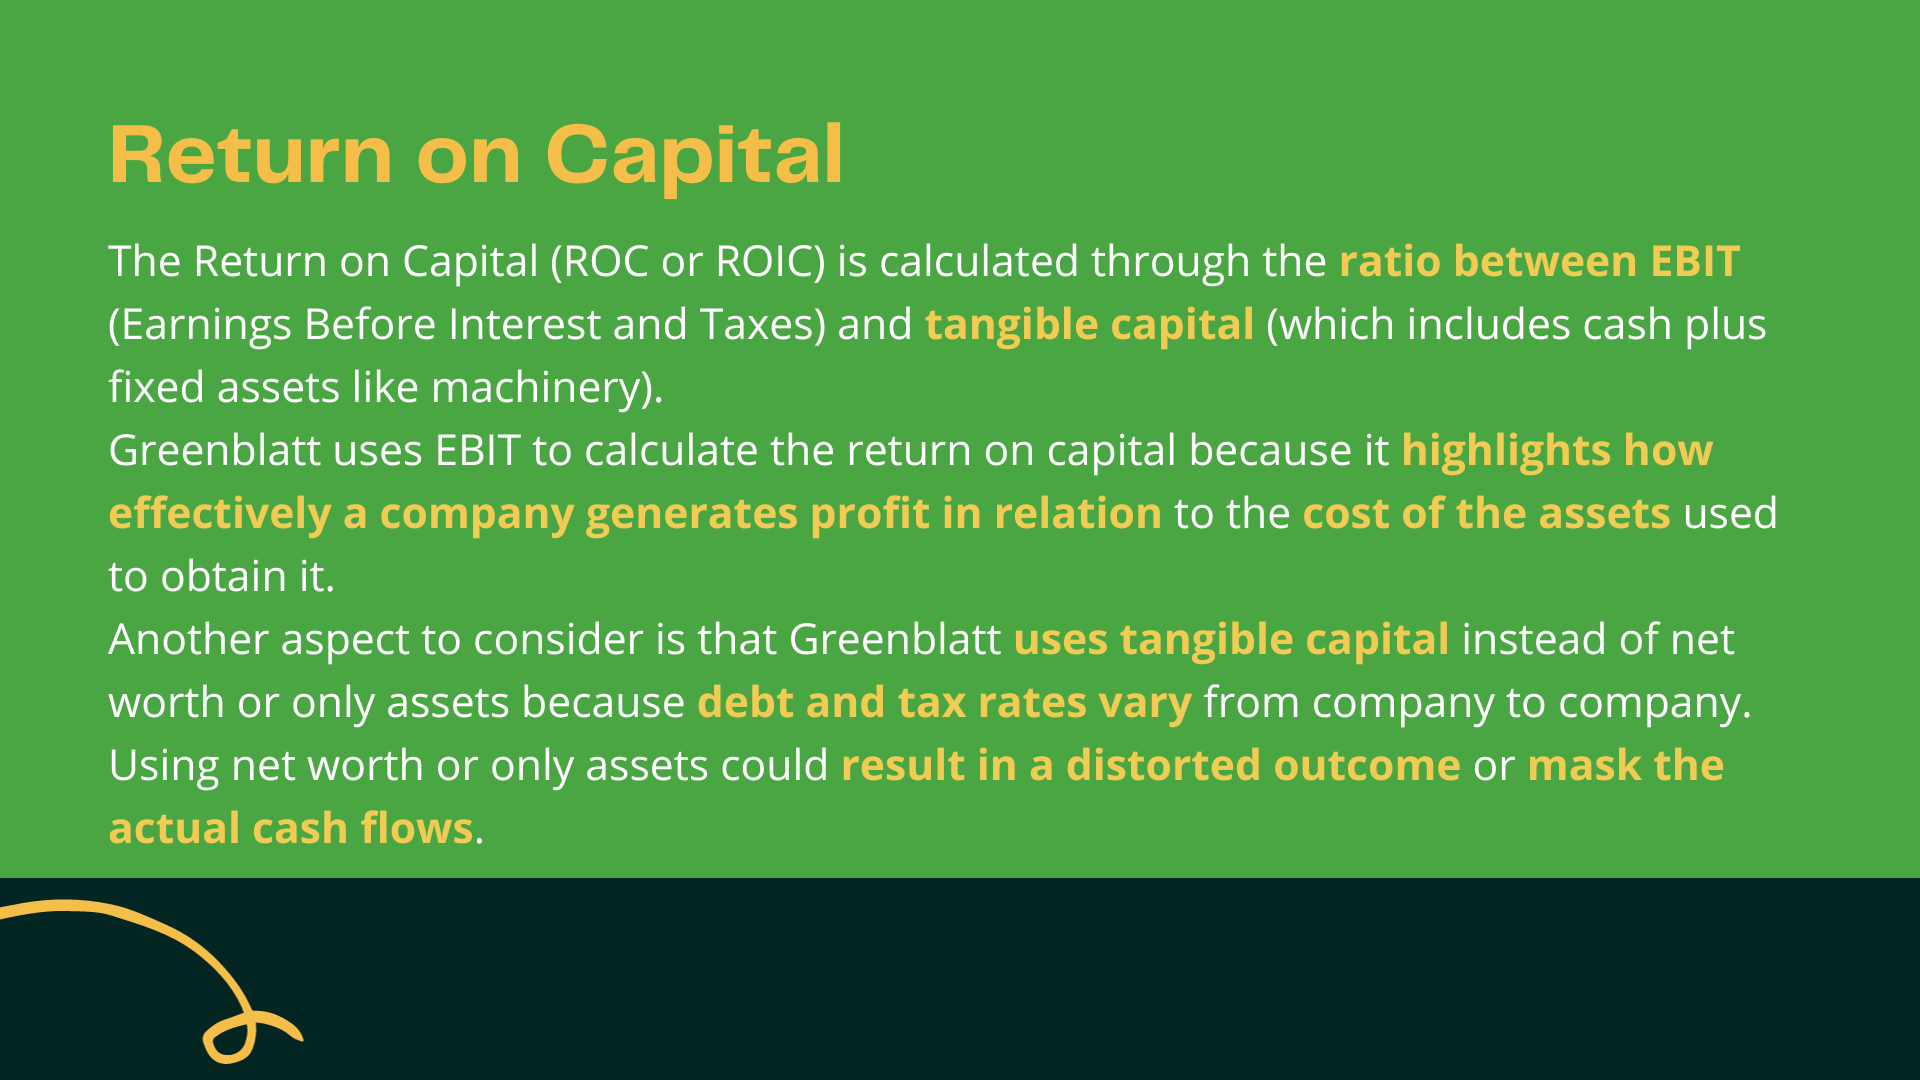 Return on Capital
The Return on Capital (ROC or ROIC) is calculated through the ratio between EBIT
(Earnings Before Interest and Taxes) and tangible capital (which includes cash plus
fixed assets like machinery).
Greenblatt uses EBIT to calculate the return on capital because it highlights how
effectively a company generates profit in relation to the cost of the assets used
to obtain it.
Another aspect to consider is that Greenblatt uses tangible capital instead of net
worth or only assets because debt and tax rates vary from company to company.
Using net worth or only assets could result in a distorted outcome or mask the
actual cash flows.